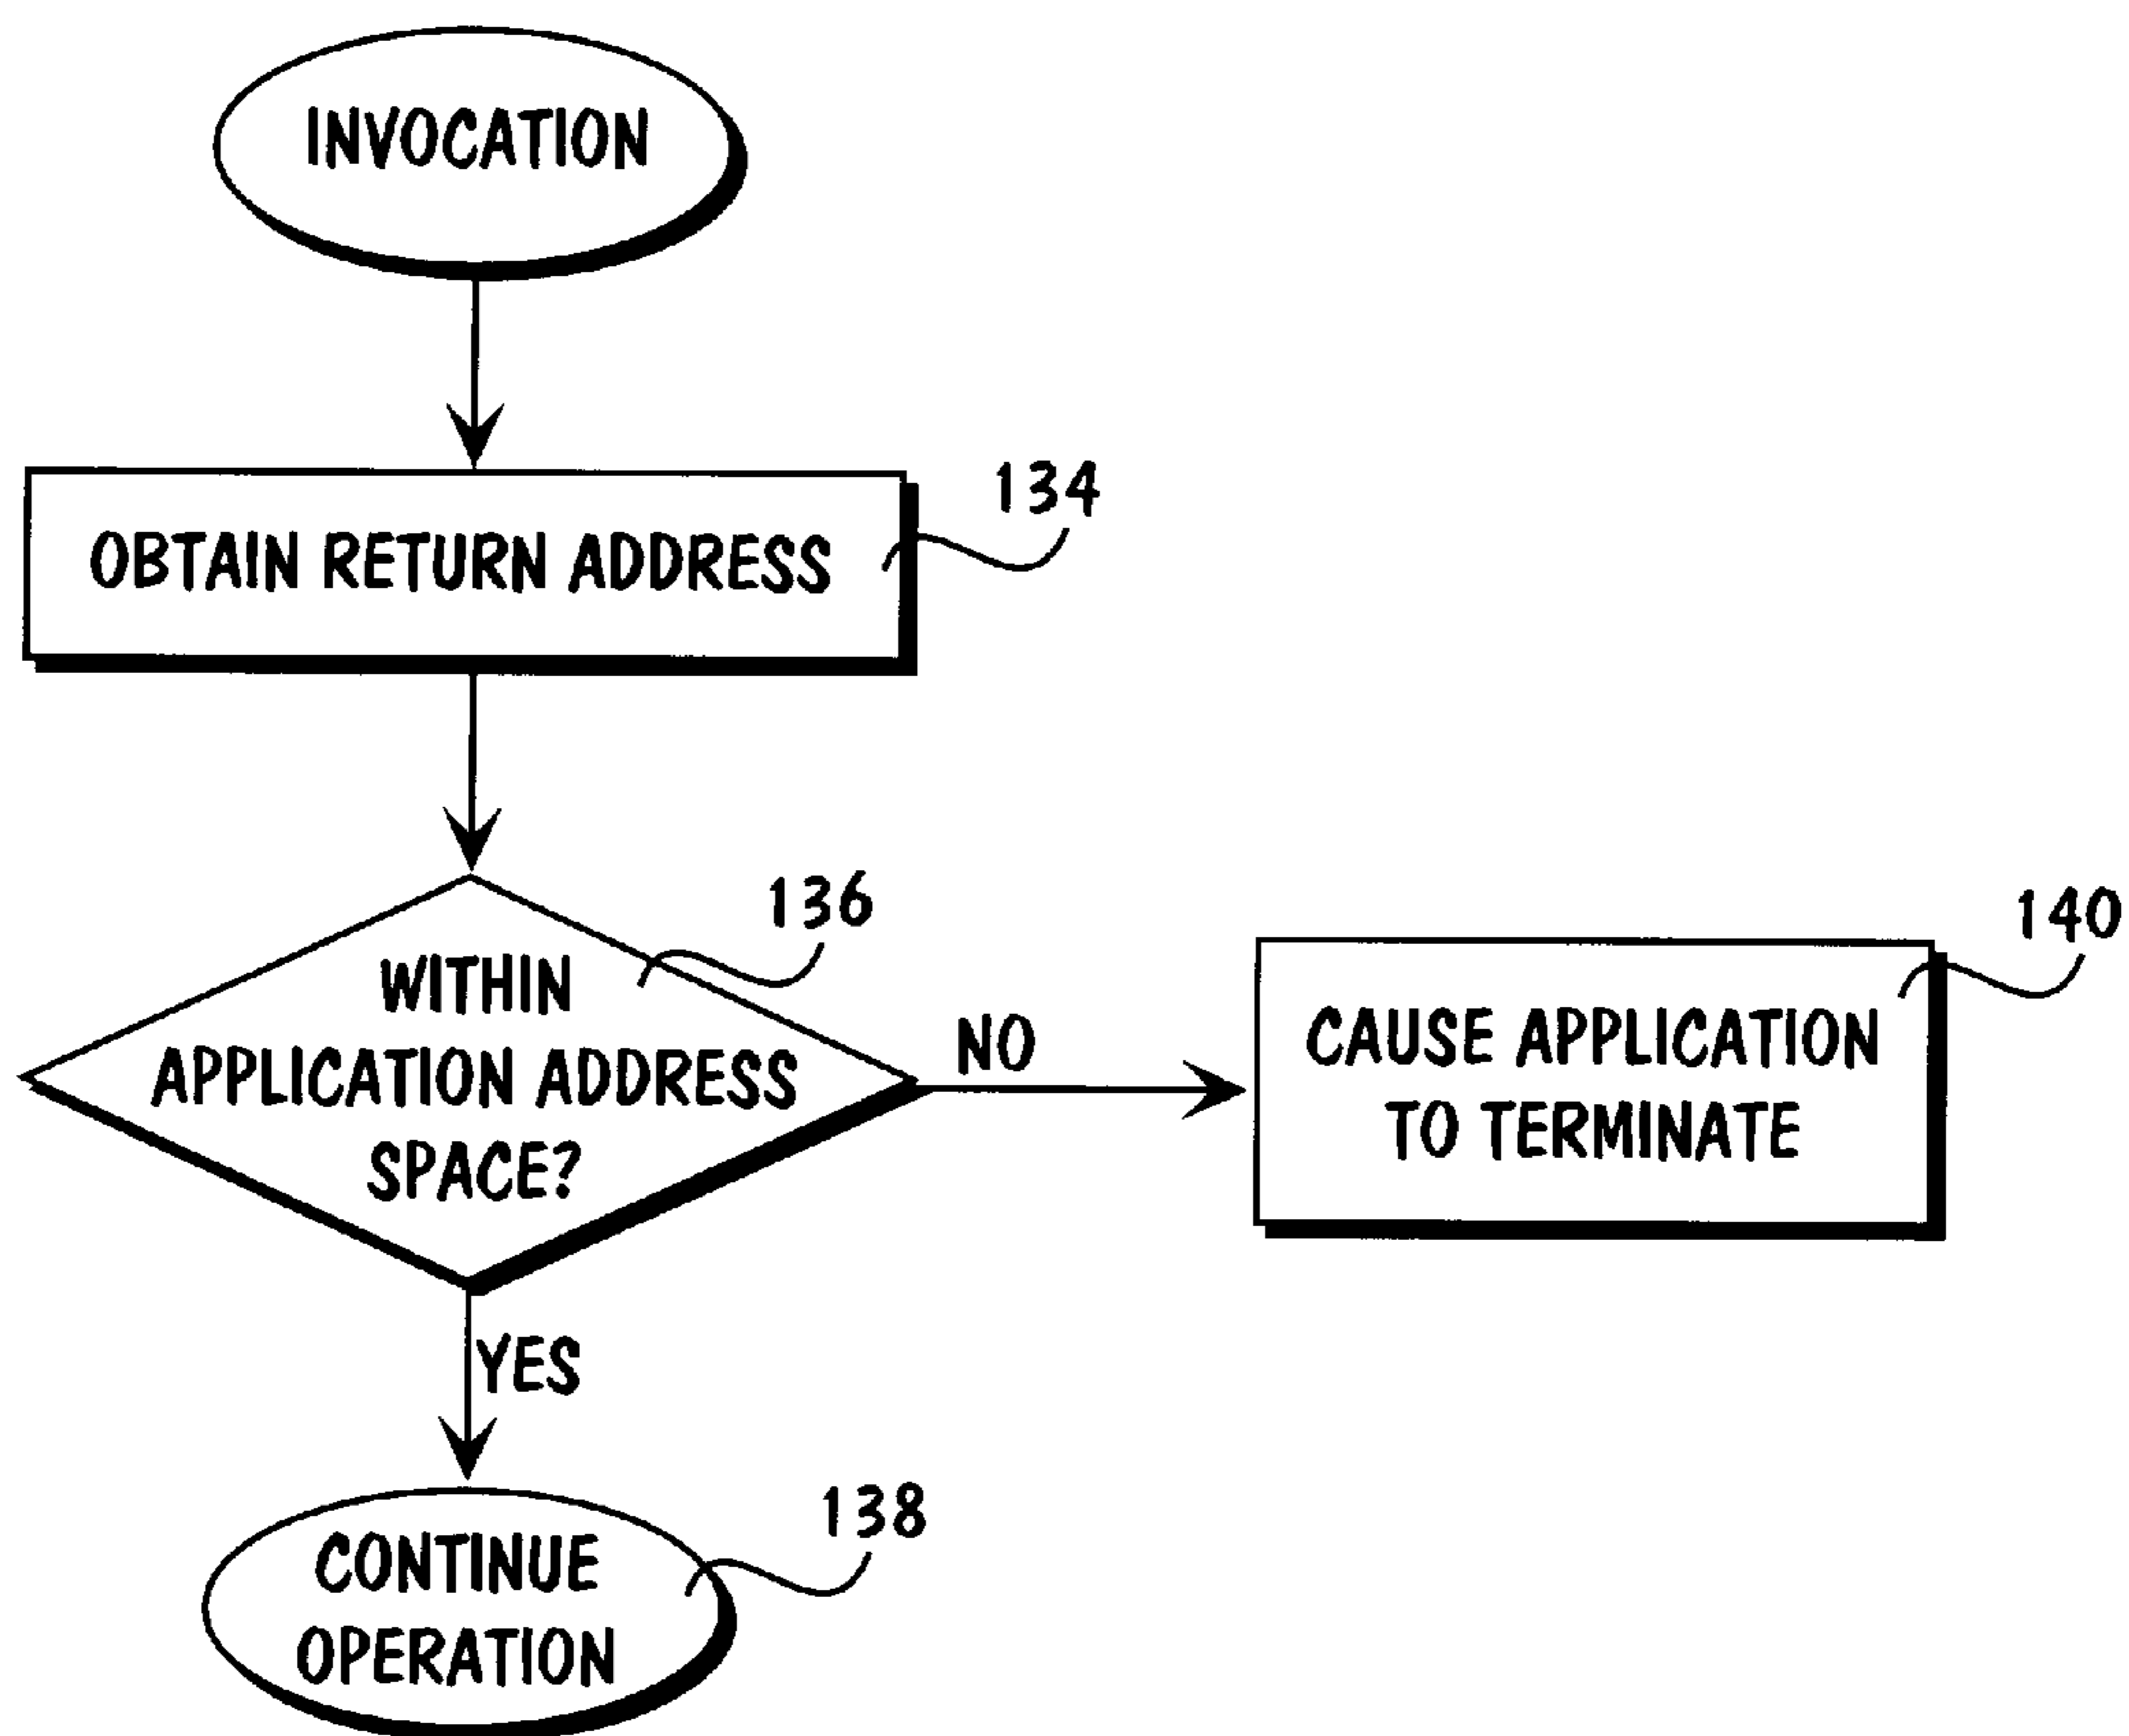 INVOCATION
134
OBTAIN RETURN ADDRESS
136
WITHIN
APPLICATION ADDRESS
SPACE?
NO
140
CAUSE APPLICATION
TO TERMINATE
YES
138
CONTINUE
OPERATION